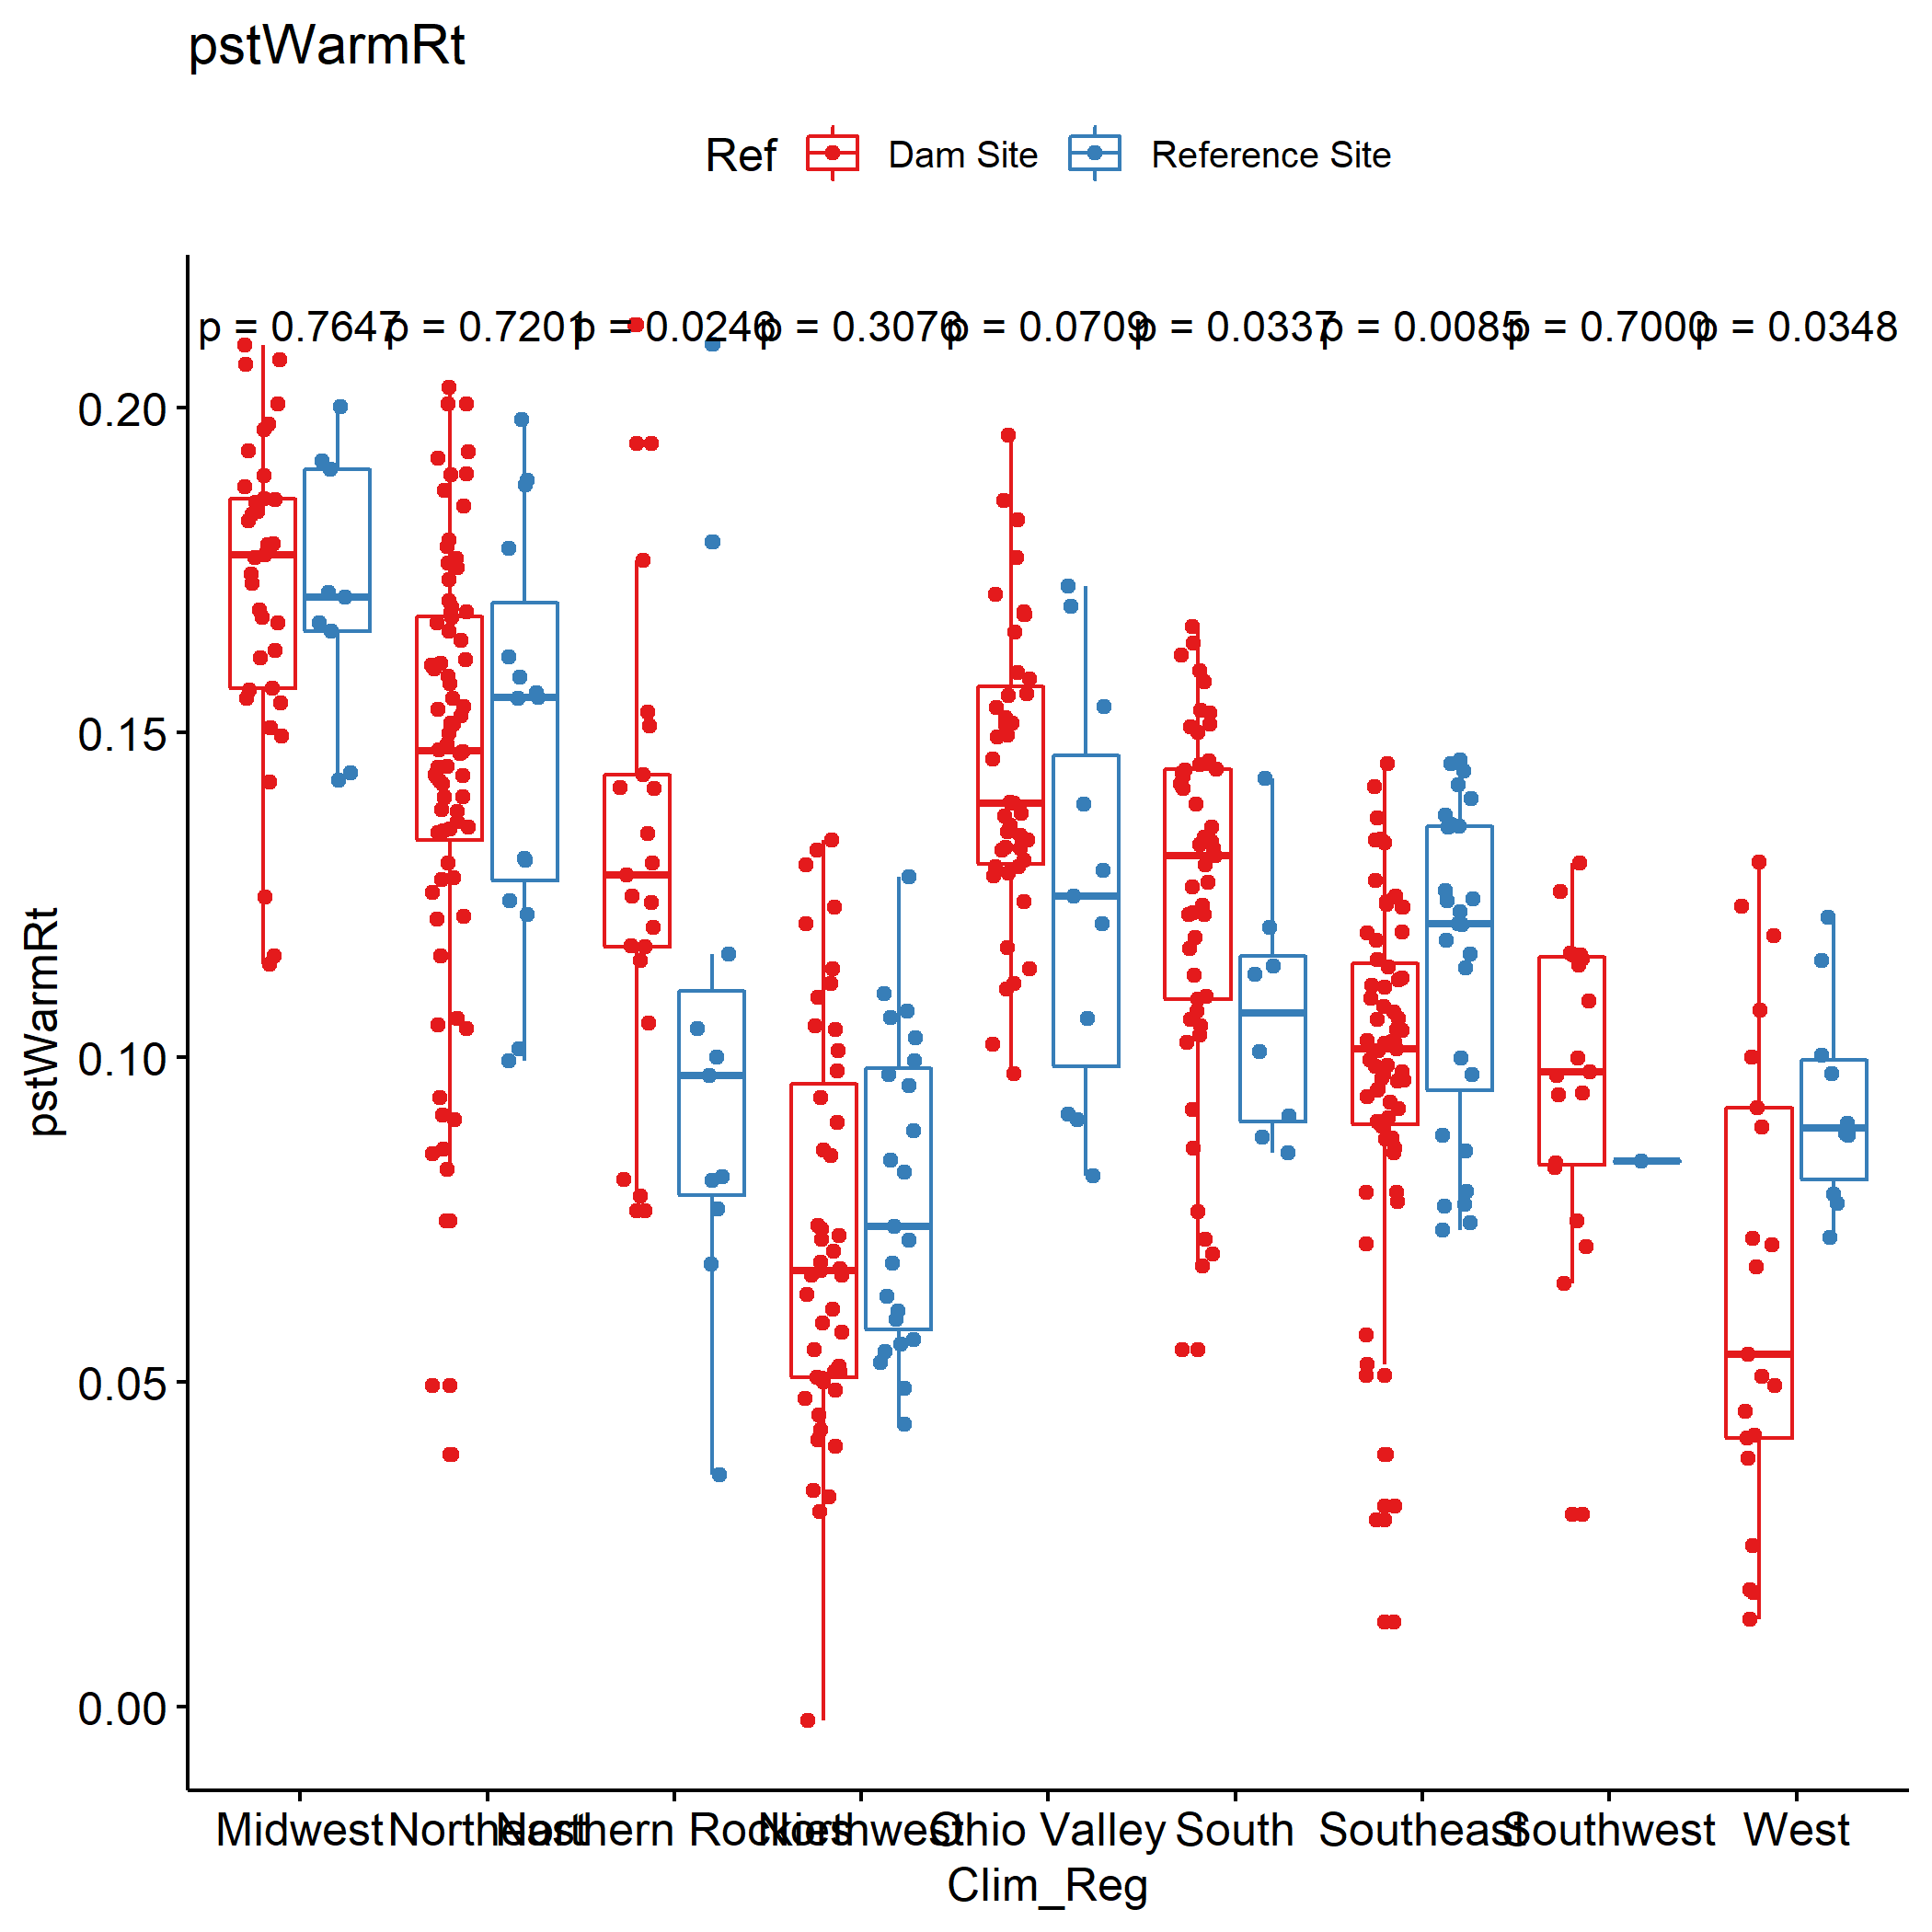 pstWarmRt
Ref Dam Site Reference Site
p = 0.7647 p = 0.7201 p = 0.0246 p = 0.3076 p = 0.0709 p = 0.0337 p = 0.0085 p = 0.7000 p = 0.0348
0.20
0.15
0.10
0.05
0.00
pstWarmRt
Midwest Northeast Northern Rockies Northwest Ohio Valley South Southeast Southwest West
Clim_Reg